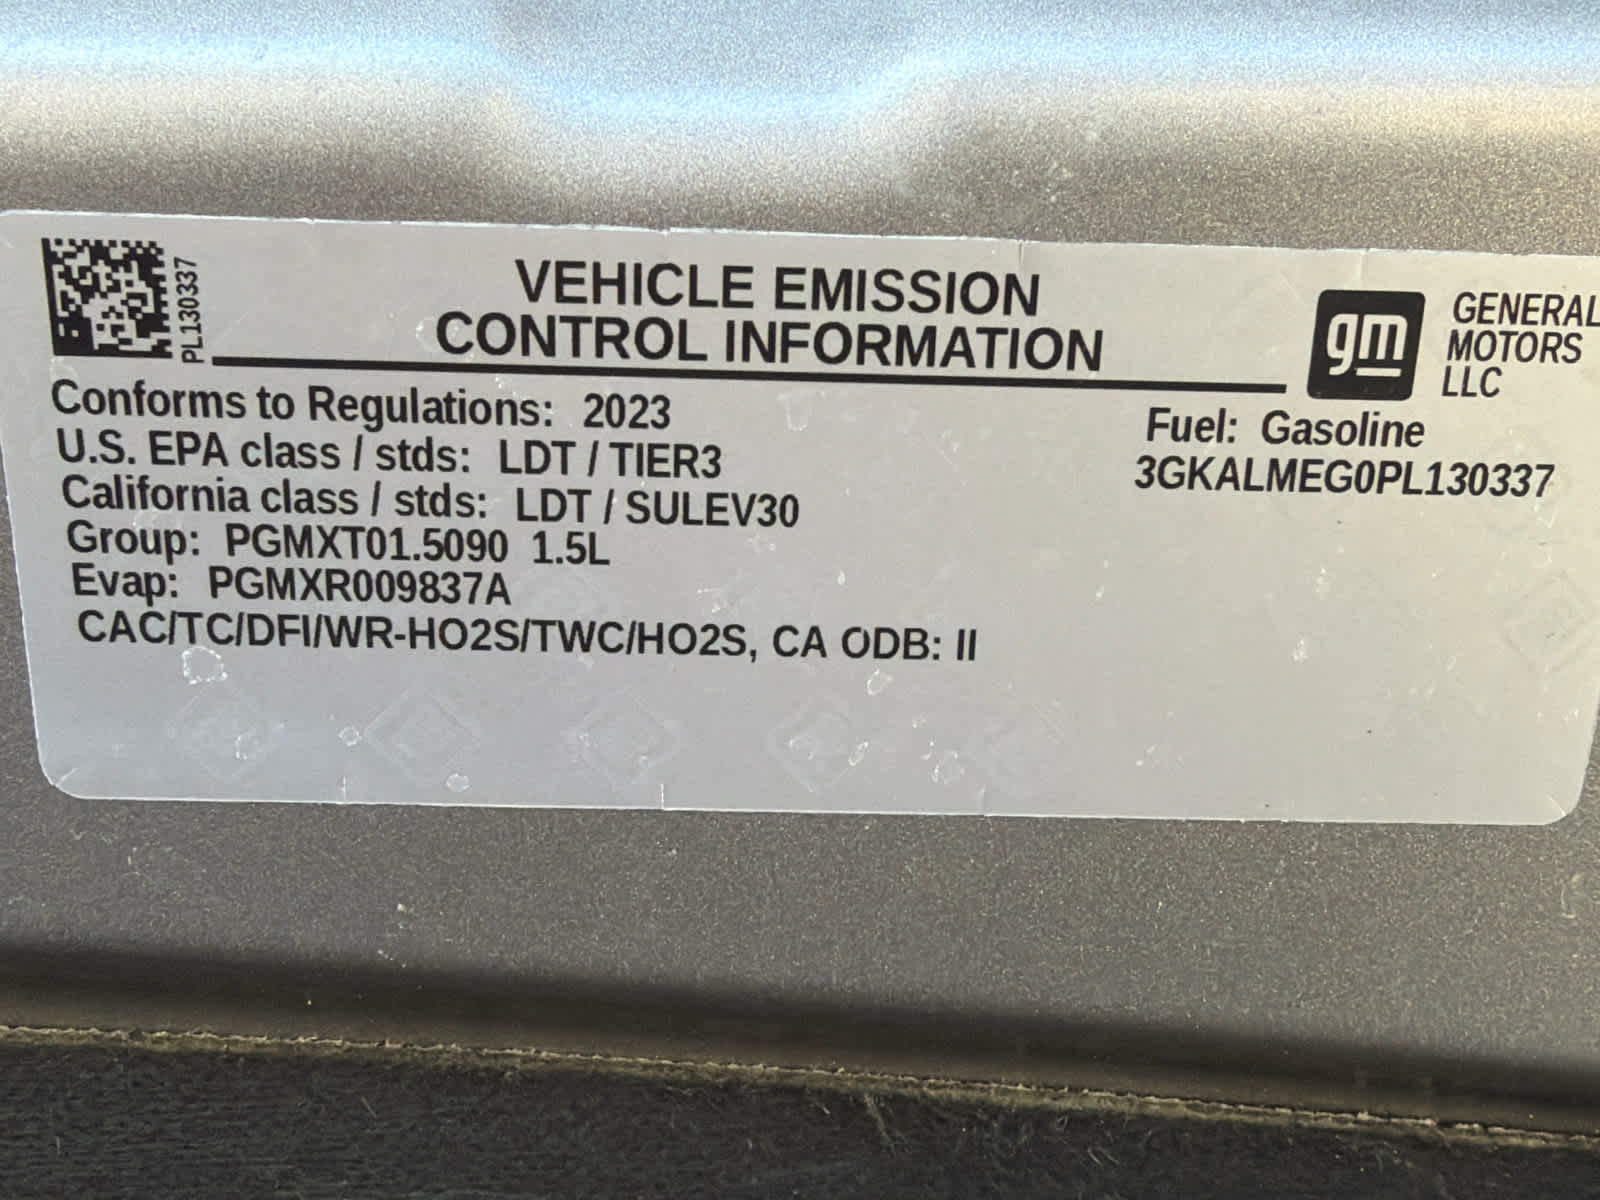 PL130337
VEHICLE EMISSION
CONTROL INFORMATION
gm
GENERAL
MOTORS
LLC
Conforms to Regulations: 2023
U.S. EPA class / stds: LDT / TIER3
California class / stds: LDT / SULEV30
Group: PGMXT01.5090 1.5L
Evap: PGMXR009837A
CAC/TC/DFI/WR-HO2S/TWC/HO2S, CA ODB: II
Fuel: Gasoline
3GKALMEG0PL130337